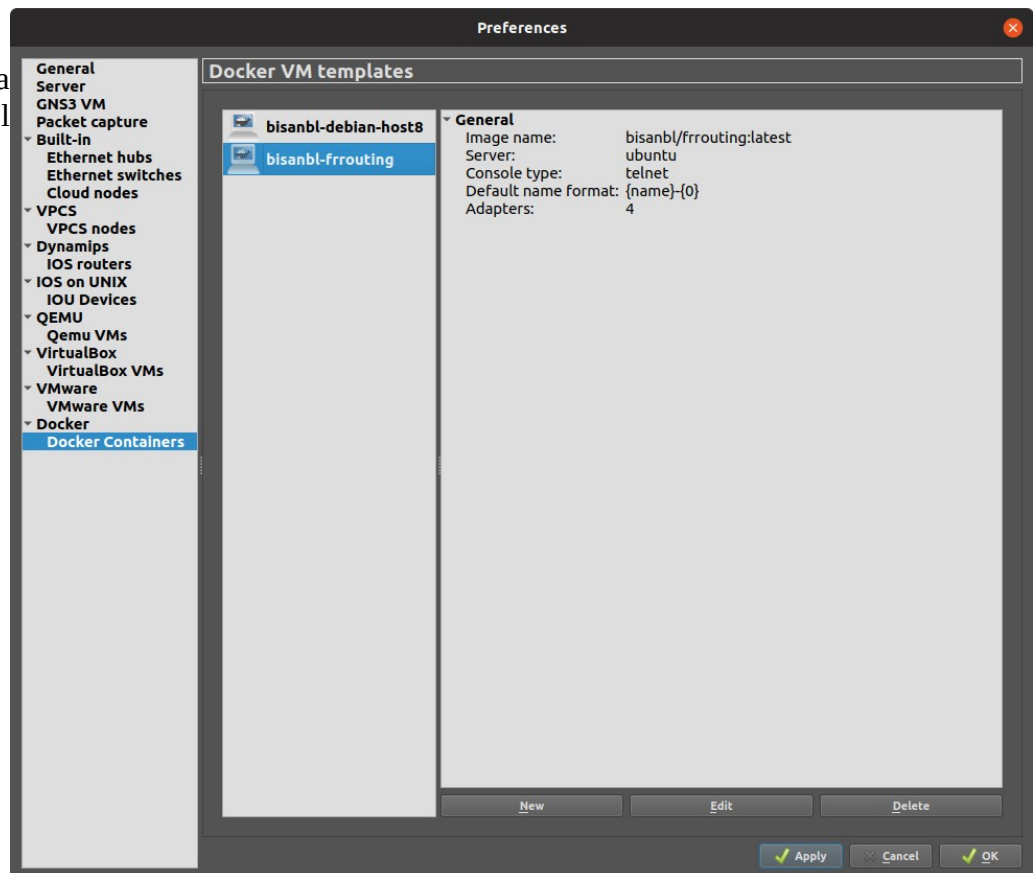 Preferences
a
l
General
Server
GNS3 VM
Packet capture
Built-in
Ethernet hubs
Ethernet switches
Cloud nodes
VPCS
VPCS nodes
Dynamips
IOS routers
IOS on UNIX
IOU Devices
QEMU
Qemu VMs
VirtualBox
VirtualBox VMs
VMware
VMware VMs
Docker
Docker Containers
Docker VM templates
bisanbl-debian-host8
bisanbl-frrouting
General
Image name: bisanbl/frrouting:latest
Server: ubuntu
Console type: telnet
Default name format: {name}-{0}
Adapters: 4
New Edit Delete
Apply Cancel OK